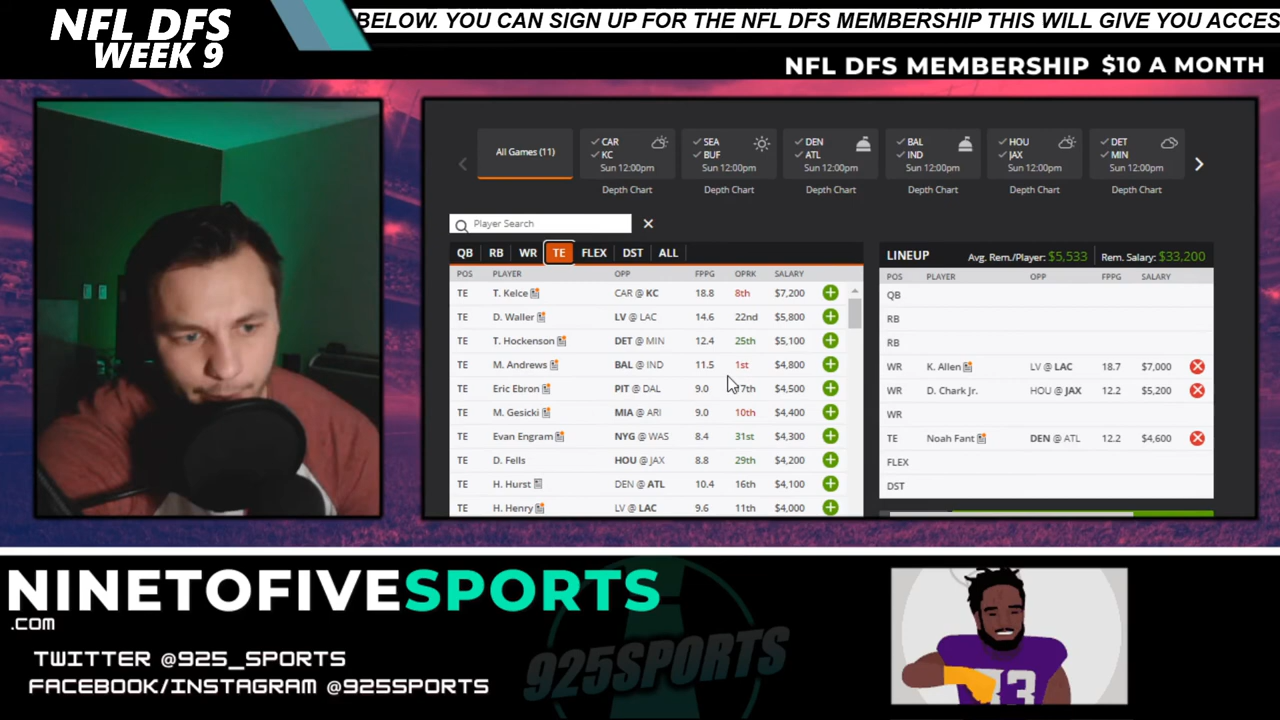 NFL DFS
WEEK 9
BELOW. YOU CAN SIGN UP FOR THE NFL DFS MEMBERSHIP THIS WILL GIVE YOU ACCES
NFL DFS MEMBERSHIP $10 A MONTH
All Games (11)
CAR
KC
Sun 12:00pm
Depth Chart
SEA
BUF
Sun 12:00pm
Depth Chart
DEN
ATL
Sun 12:00pm
Depth Chart
BAL
IND
Sun 12:00pm
Depth Chart
HOU
JAX
Sun 12:00pm
Depth Chart
DET
MIN
Sun 12:00pm
Depth Chart
Player Search
QB RB WR TE FLEX DST ALL
POS PLAYER OPP FPPG OPRK SALARY
TE T. Kelce CAR @ KC 18.8 8th $7,200
TE D. Waller LV @ LAC 14.6 22nd $5,800
TE T. Hockenson DET @ MIN 12.4 25th $5,100
TE M. Andrews BAL @ IND 11.5 1st $4,800
TE Eric Ebron PIT @ DAL 9.0 $4,500
TE M. Gesicki MIA @ ARI 9.0 10th $4,400
TE Evan Engram NYG @ WAS 8.4 31st $4,300
TE D. Fells HOU @ JAX 8.8 29th $4,200
TE H. Hurst DEN @ ATL 10.4 16th $4,100
TE H. Henry LV @ LAC 9.6 11th $4,000
LINEUP Avg. Rem./Player: $5,533 Rem. Salary: $33,200
POS PLAYER OPP FPPG SALARY
QB
RB
RB
WR K. Allen LV @ LAC 18.7 $7,000
WR D. Chark Jr. HOU @ JAX 12.2 $5,200
WR
TE Noah Fant DEN @ ATL 12.2 $4,600
FLEX
DST
NINETOFIVESPORTS
.COM
TWITTER @925_SPORTS
FACEBOOK/INSTAGRAM @925SPORTS
925SPORTS
33